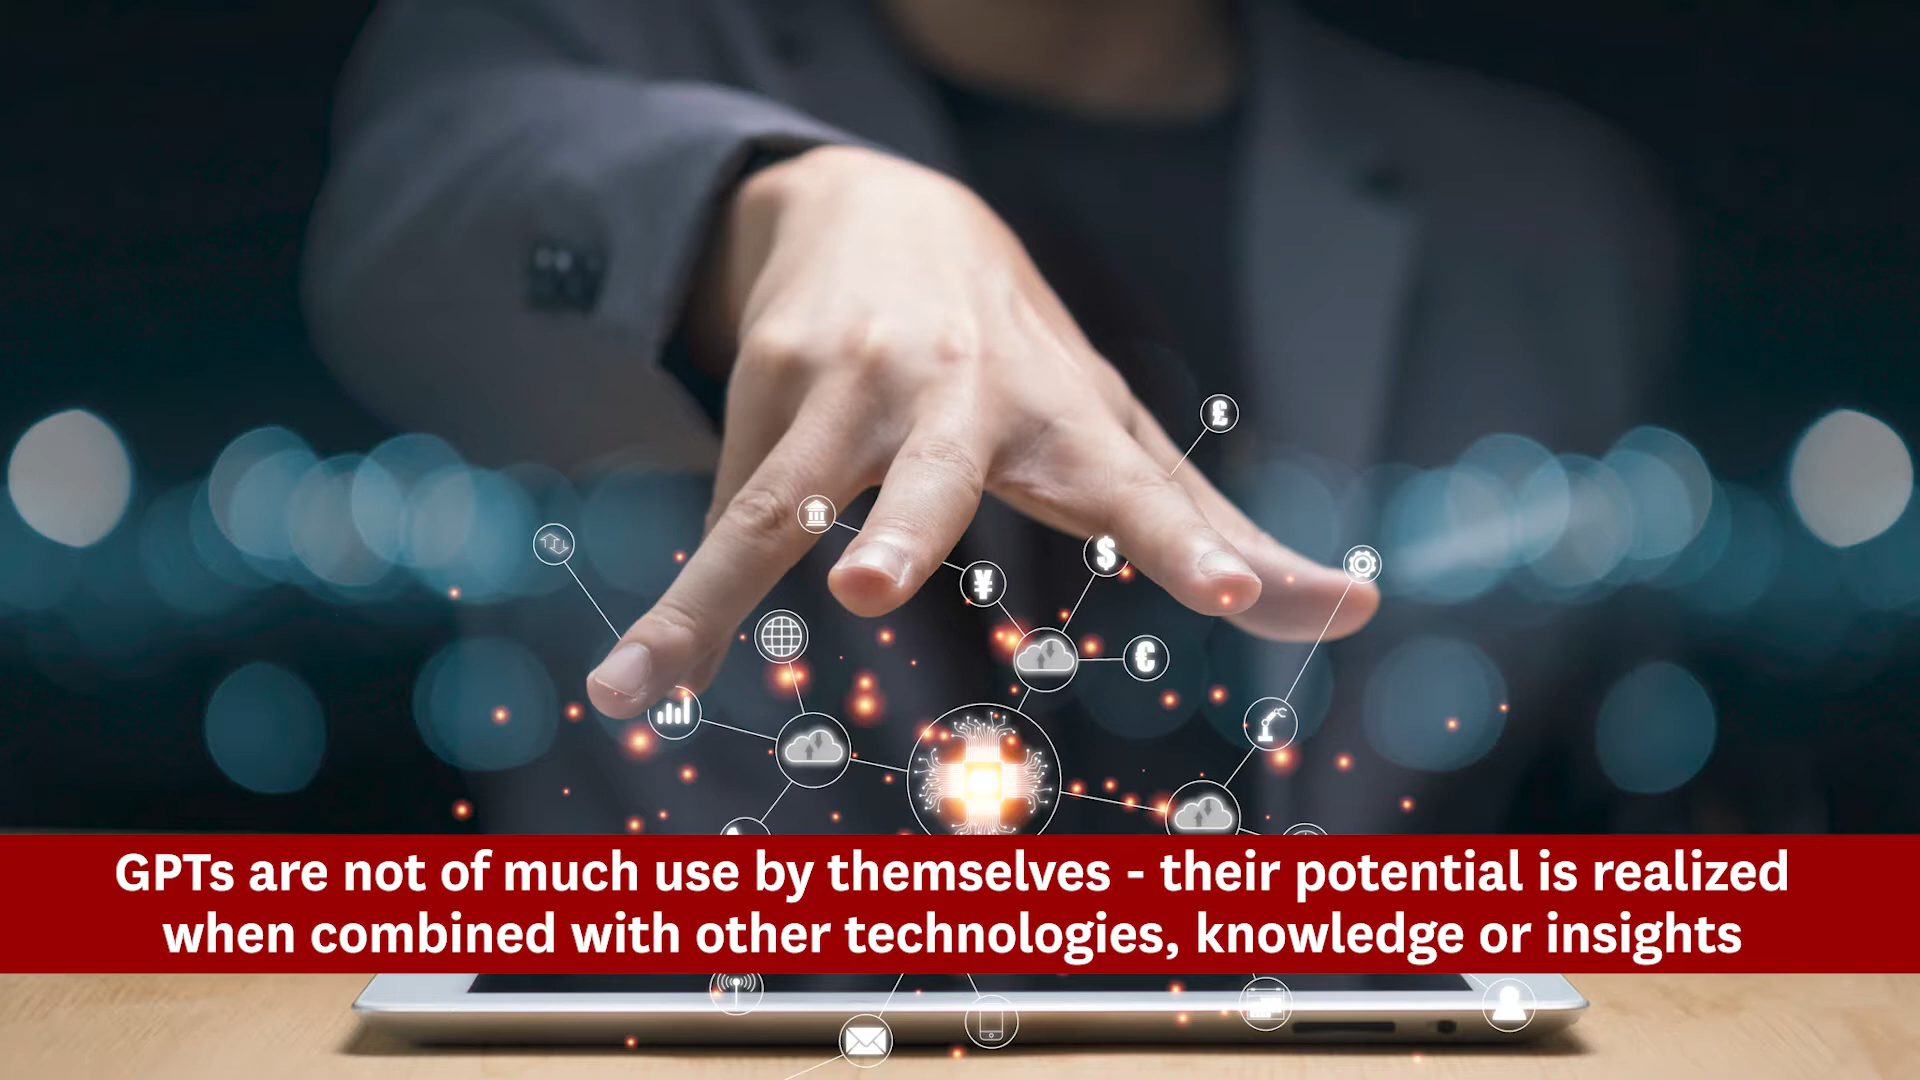 £
$
¥
€
GPTs are not of much use by themselves - their potential is realized
when combined with other technologies, knowledge or insights